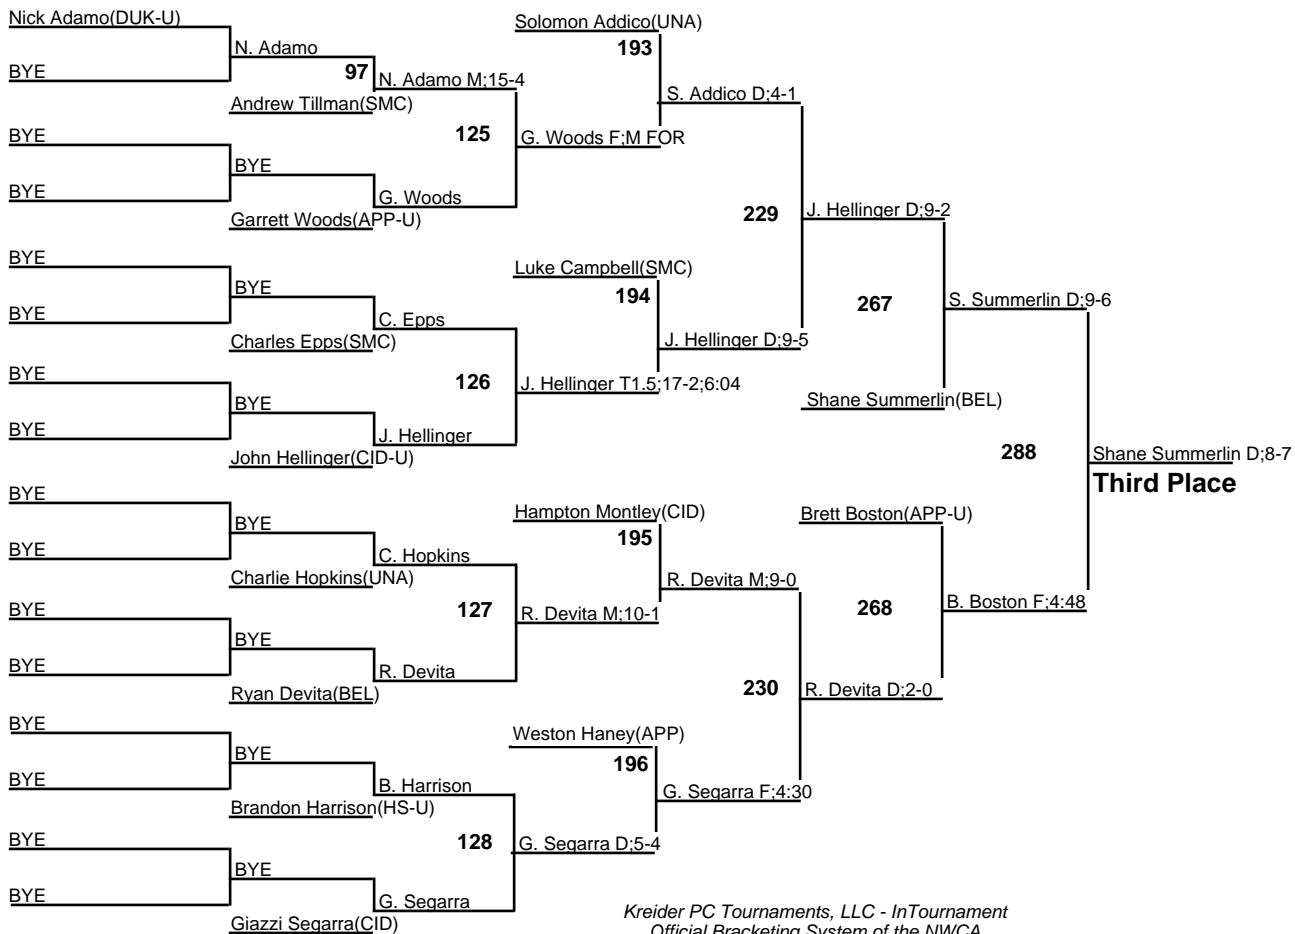 Nick Adamo(DUK-U)
BYE
N. Adamo
97
Andrew Tillman(SMC)
N. Adamo M;15-4
BYE
BYE
BYE
Garrett Woods(APP-U)
G. Woods
125
G. Woods F;M FOR
Solomon Addico(UNA)
193
S. Addico D;4-1
BYE
BYE
BYE
Charles Epps(SMC)
C. Epps
BYE
BYE
BYE
John Hellinger(CID-U)
J. Hellinger
126
J. Hellinger T1.5;17-2;6:04
Luke Campbell(SMC)
194
J. Hellinger D;9-5
229
J. Hellinger D;9-2
267
Shane Summerlin(BEL)
S. Summerlin D;9-6
BYE
BYE
BYE
Charlie Hopkins(UNA)
C. Hopkins
BYE
BYE
BYE
Ryan Devita(BEL)
R. Devita
127
R. Devita M;10-1
Hampton Montley(CID)
195
R. Devita M;9-0
BYE
BYE
BYE
Brandon Harrison(HS-U)
B. Harrison
BYE
BYE
BYE
Giazzi Segarra(CID)
G. Segarra
128
G. Segarra D;5-4
Weston Haney(APP)
196
G. Segarra F;4:30
230
R. Devita D;2-0
Brett Boston(APP-U)
268
B. Boston F;4:48
288
Shane Summerlin D;8-7
Third Place
Kreider PC Tournaments, LLC - InTournament
Official Bracketing System of the NWCA